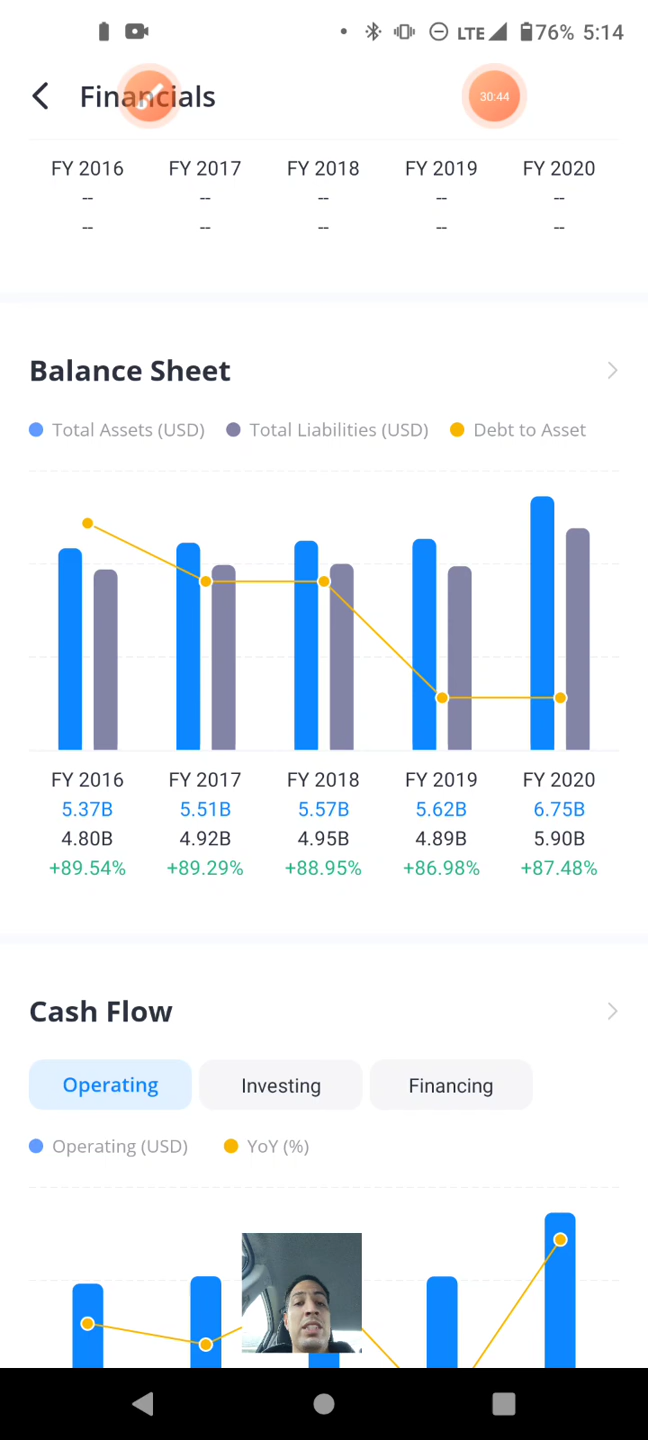 76% 5:14
LTE
Financials
30:44
FY 2016 FY 2017 FY 2018 FY 2019 FY 2020
-- -- -- -- --
-- -- -- -- --
Balance Sheet
Total Assets (USD) Total Liabilities (USD) Debt to Asset
FY 2016 FY 2017 FY 2018 FY 2019 FY 2020
5.37B 5.51B 5.57B 5.62B 6.75B
4.80B 4.92B 4.95B 4.89B 5.90B
+89.54% +89.29% +88.95% +86.98% +87.48%
Cash Flow
Operating Investing Financing
Operating (USD) YoY (%)